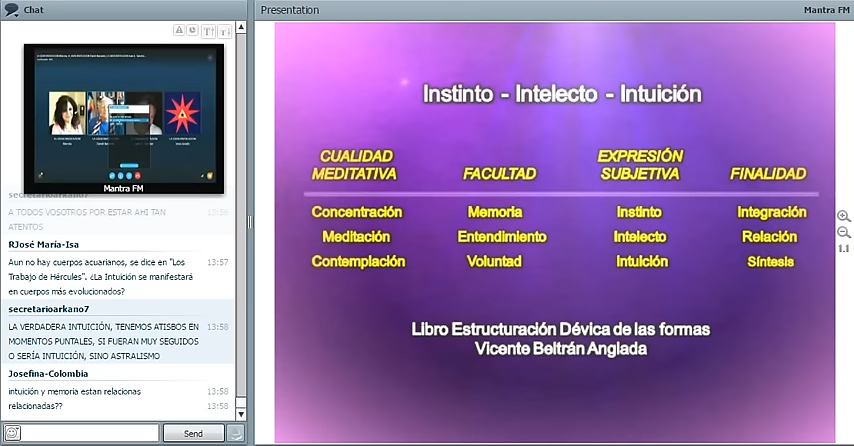 Chat
Mantra FM
secretarioarkano7
A TODOS VOSOTROS POR ESTAR AHI TAN
ATENTOS
13:56
RJosé María-Isa
Aun no hay cuerpos acuarianos, se dice en "Los 13:57
Trabajo de Hércules". ¿La Intuición se manifestará
en cuerpos más evolucionados?
secretarioarkano7
LA VERDADERA INTUICIÓN, TENEMOS ATISBOS EN 13:58
MOMENTOS PUNTALES, SI FUERAN MUY SEGUIDOS
O SERÍA INTUICIÓN, SINO ASTRALISMO
Josefina-Colombia
intuición y memoria estan relacionas 13:58
relacionadas?? 13:58
Send
Presentation Mantra FM
Instinto - Intelecto - Intuición
CUALIDAD MEDITATIVA FACULTAD EXPRESIÓN SUBJETIVA FINALIDAD
Concentración Memoria Instinto Integración
Meditación Entendimiento Intelecto Relación
Contemplación Voluntad Intuición Síntesis
Libro Estructuración Dévica de las formas
Vicente Beltrán Anglada
1.1